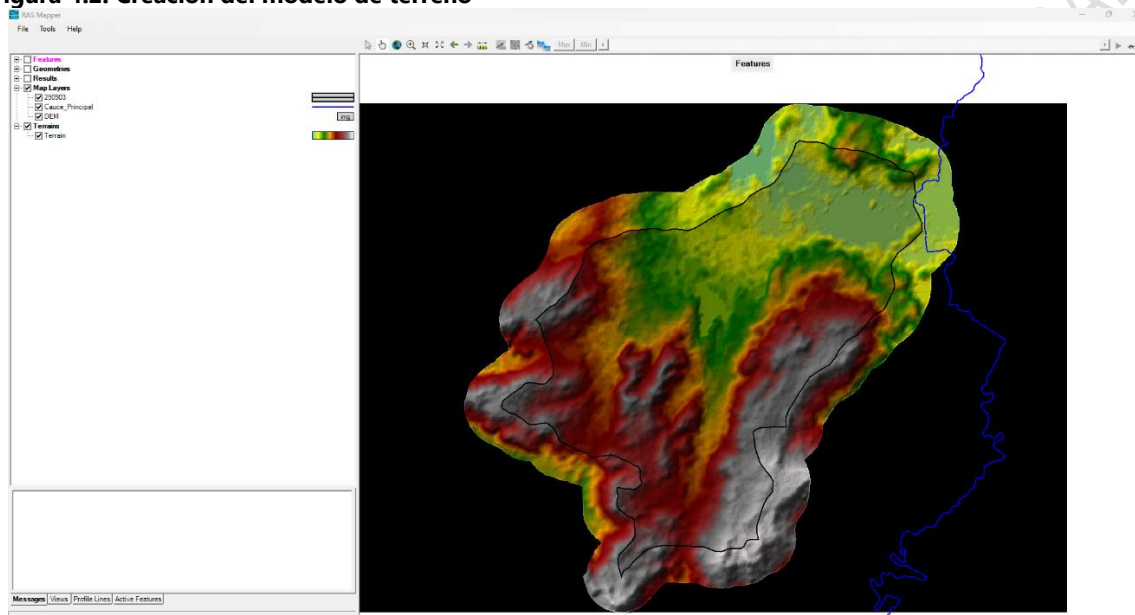 Figura 4.2. Creación del modelo de terreno
RAS Mapper
File Tools Help
Max Min
Features
Geometries
Results
Map Layers
290903
Cauce_Principal
DEM
img
Terrains
Terrain
Features
Messages Views Profile Lines Active Features